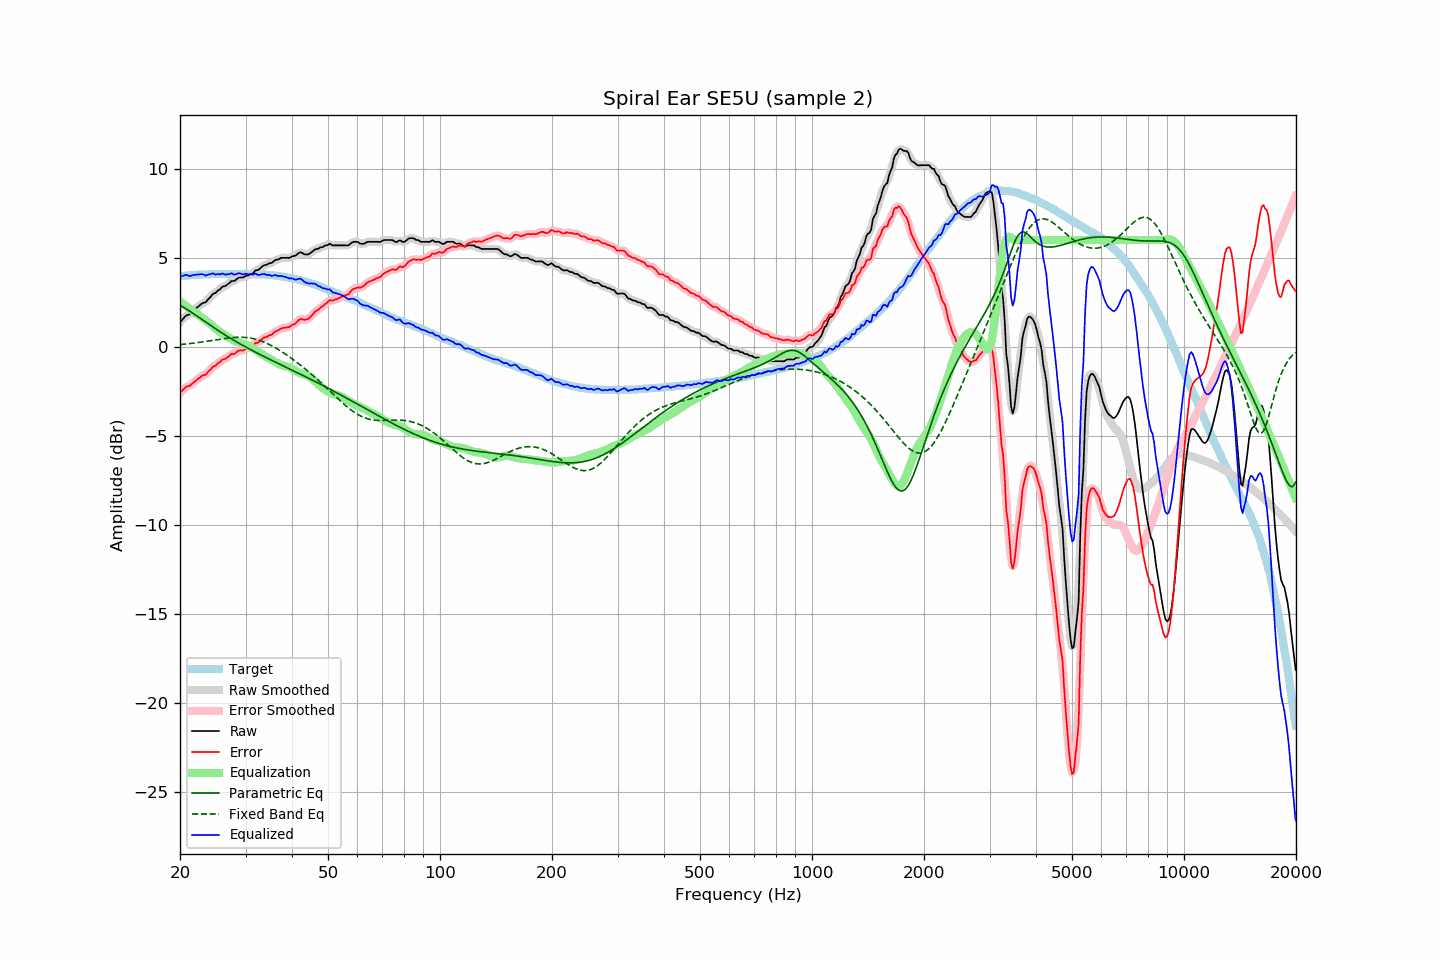 Spiral Ear SE5U (sample 2)
Amplitude (dBr)
10
5
0
−5
−10
−15
−20
−25
Target
Raw Smoothed
Error Smoothed
Raw
Error
Equalization
Parametric Eq
Fixed Band Eq
Equalized
20 50 100 200 500 1000 2000 5000 10000 20000
Frequency (Hz)